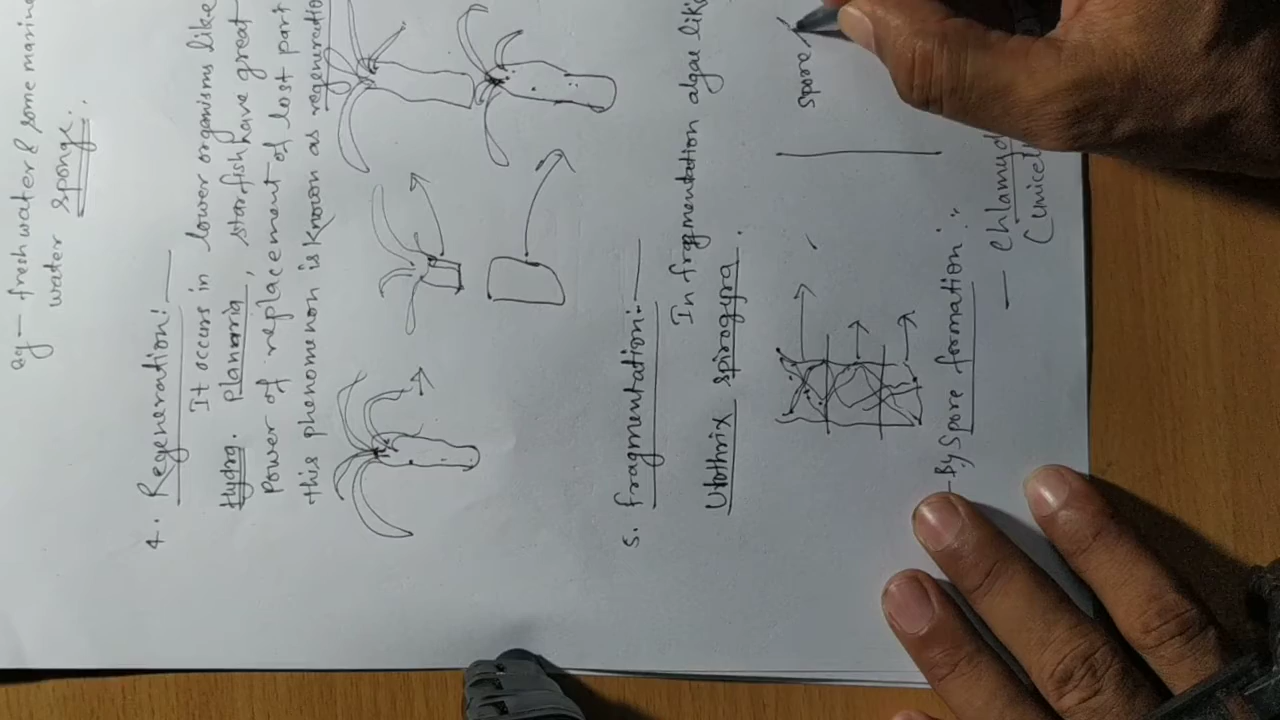 eg - fresh water & some marine
water sponge.
4. Regeneration:
It occurs in lower organisms like
Hydra. Planaria, starfish have great
Power of replacement of lost part
this phenomenon is known as regeneration
5. fragmentation:-
In fragmentation algae like
Ulothrix spirogyra.
spore
- By Spore formation:
- Chlamyd
(Unicel